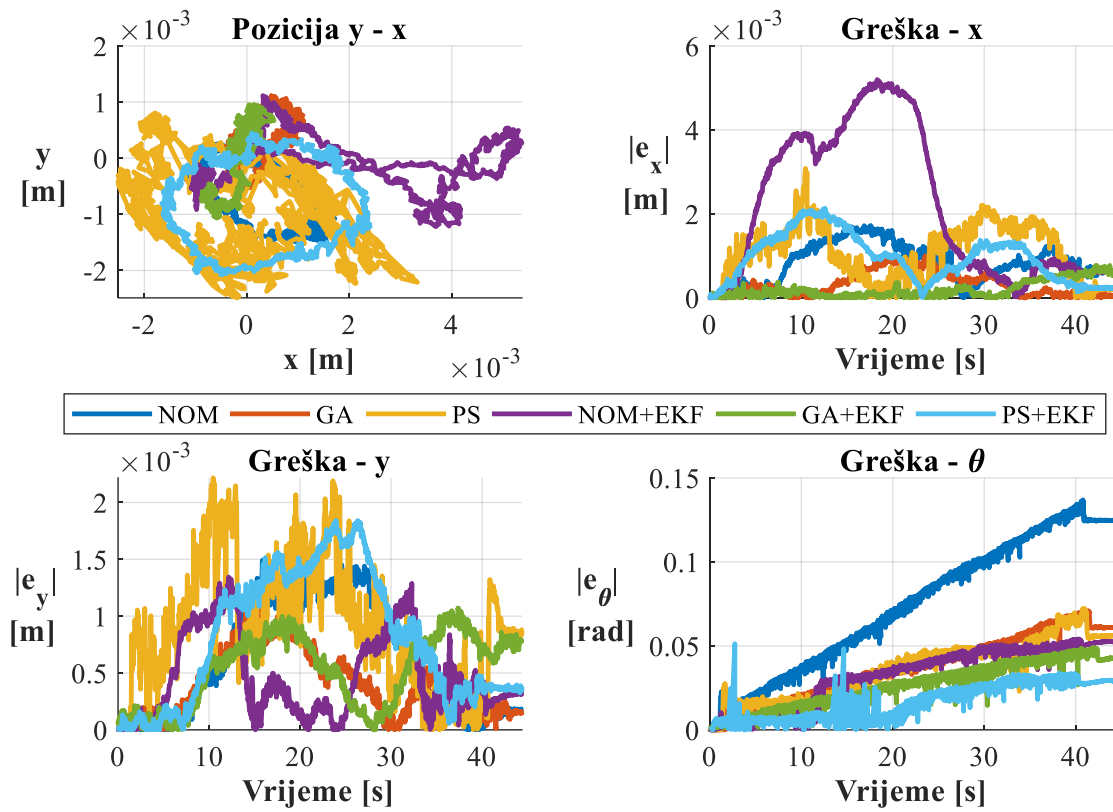 ×10⁻³
Pozicija y - x
2
1
0
-1
-2
y
[m]
-2
0
2
4
x [m]
×10⁻³
×10⁻³
Greška - x
6
4
2
0
|eₓ|
[m]
0
10
20
30
40
Vrijeme [s]
NOM
GA
PS
NOM+EKF
GA+EKF
PS+EKF
×10⁻³
Greška - y
2
1.5
1
0.5
0
|e_y|
[m]
0
10
20
30
40
Vrijeme [s]
Greška - θ
0.15
0.1
0.05
0
|e_θ|
[rad]
0
10
20
30
40
Vrijeme [s]